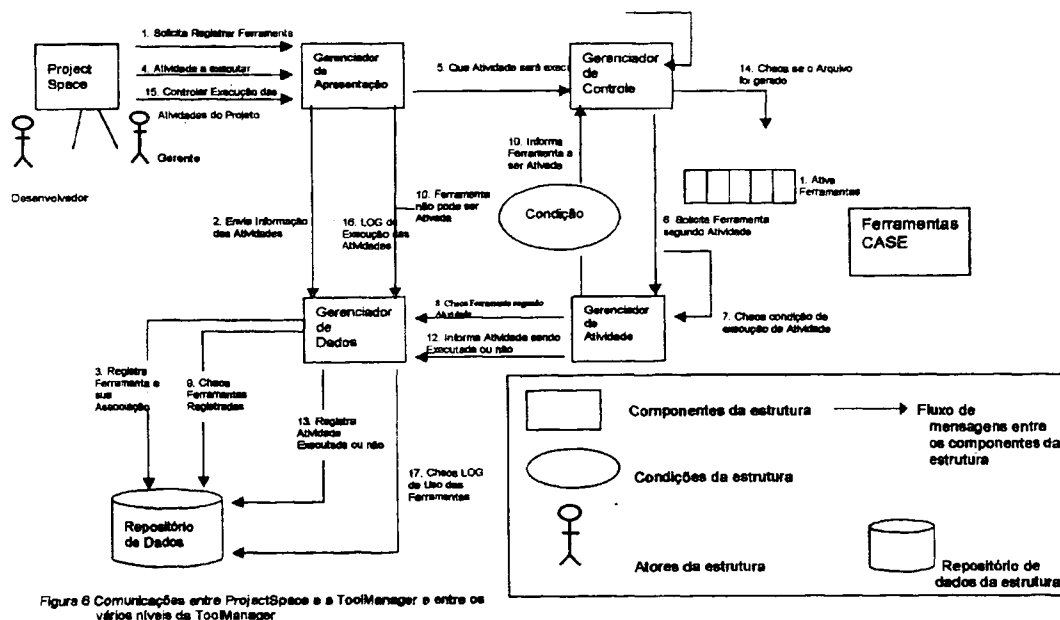 1. Solicita Registrar Ferramenta
Project
Space
4. Atividade a executar
15. Controlar Execução das
Atividades do Projeto
Gerente
Desenvolvedor
Gerenciador
de
Apresentação
5. Que Atividade será exec
Gerenciador
de
Controle
14. Checa se o Arquivo
foi gerado
10. Informa
Ferramenta a
ser Ativada
1. Ativa
Ferramentas
Condição
2. Envia Informação
das Atividades
16. LOG de
Execução das
Atividades
10. Ferramenta
não pode ser
Ativada
6. Solicita Ferramenta
segundo Atividade
Ferramentas
CASE
Gerenciador
de
Dados
8. Checa Ferramenta segundo
Atividade
12. Informa Atividade sendo
Executada ou não
Gerenciador
de
Atividade
7. Checa condição de
execução da Atividade
3. Registra
Ferramenta e
sua
Associação
9. Checa
Ferramentas
Registradas
13. Registra
Atividade
Executada ou não
17. Checa LOG
de Uso das
Ferramentas
Repositório
de Dados
Componentes da estrutura
Fluxo de
mensagens entre
os componentes da
estrutura
Condições da estrutura
Atores da estrutura
Repositório de
dados da estrutura
Figura 6 Comunicações entre ProjectSpace e a ToolManager e entre os
vários níveis da ToolManager